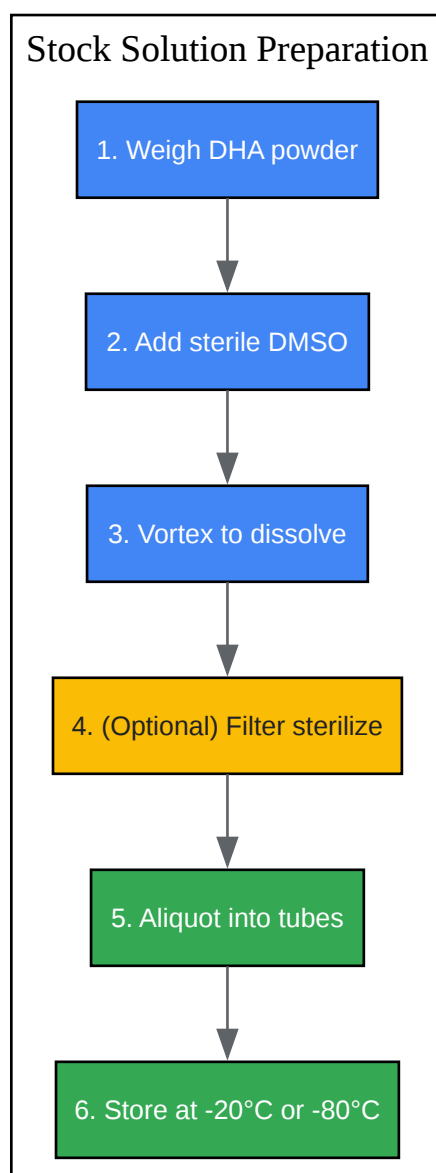 Stock Solution Preparation
1. Weigh DHA powder
2. Add sterile DMSO
3. Vortex to dissolve
4. (Optional) Filter sterilize
5. Aliquot into tubes
6. Store at -20°C or -80°C